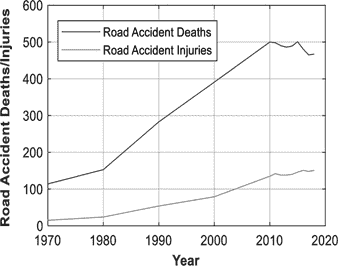 Road Accident Deaths/Injuries
600
500
400
300
200
100
0
Road Accident Deaths
Road Accident Injuries
1970 1980 1990 2000 2010 2020
Year